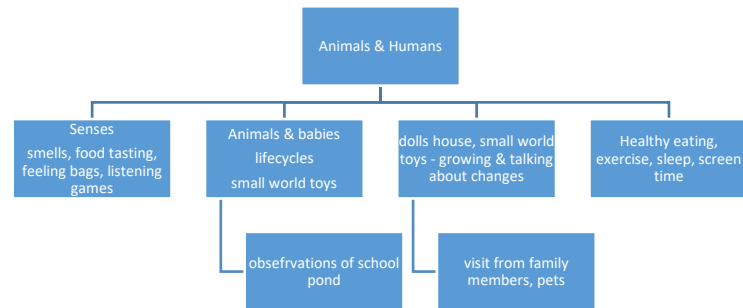 Animals & Humans
Senses
smells, food tasting,
feeling bags, listening
games
Animals & babies
lifecycles
small world toys
dolls house, small world
toys - growing & talking
about changes
Healthy eating,
exercise, sleep, screen
time
obsefrvations of school
pond
visit from family
members, pets